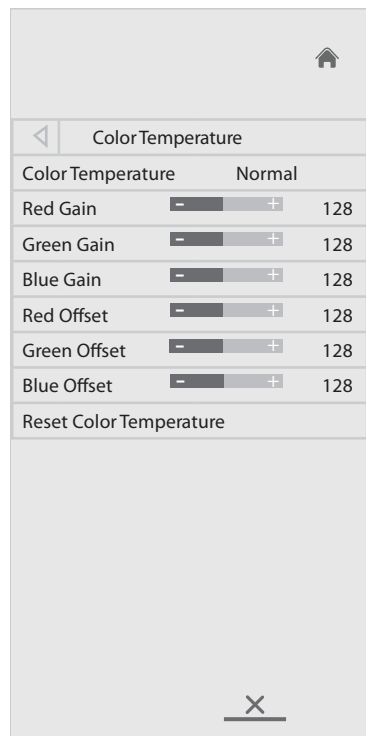 Color Temperature
Color Temperature Normal
Red Gain - + 128
Green Gain - + 128
Blue Gain - + 128
Red Offset - + 128
Green Offset - + 128
Blue Offset - + 128
Reset Color Temperature